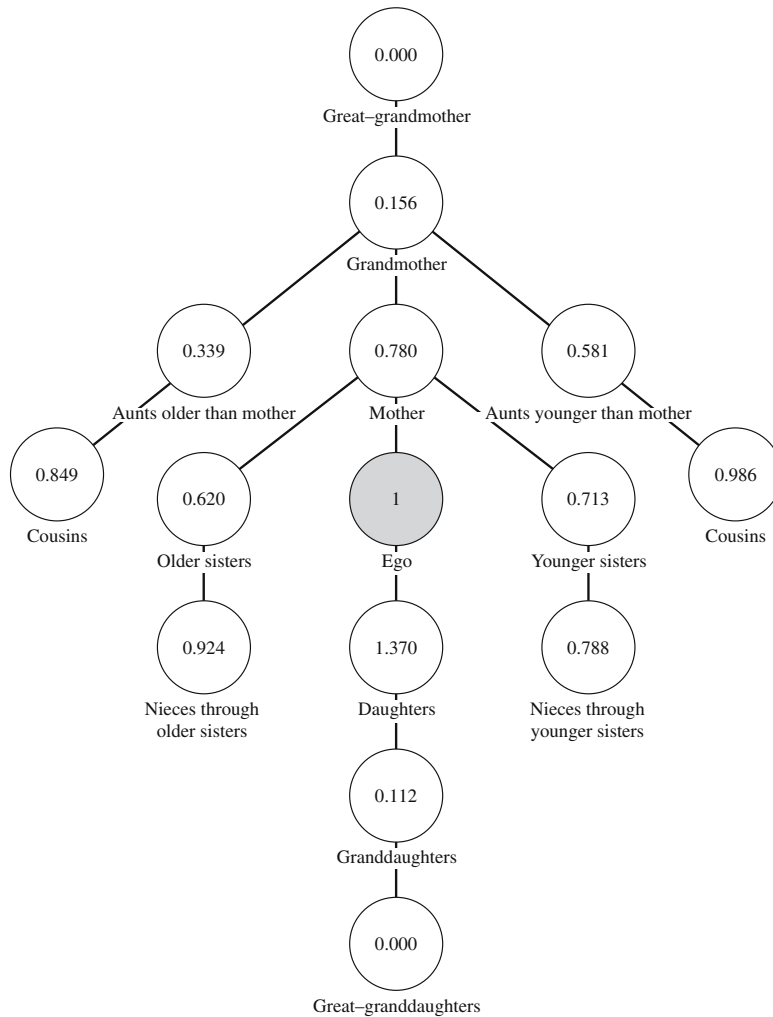 0.000
Great–grandmother
0.156
Grandmother
0.339
0.780
0.581
Aunts older than mother
Mother
Aunts younger than mother
0.849
0.620
1
0.713
0.986
Cousins
Older sisters
Ego
Younger sisters
Cousins
0.924
1.370
0.788
Nieces through
older sisters
Daughters
Nieces through
younger sisters
0.112
Granddaughters
0.000
Great–granddaughters